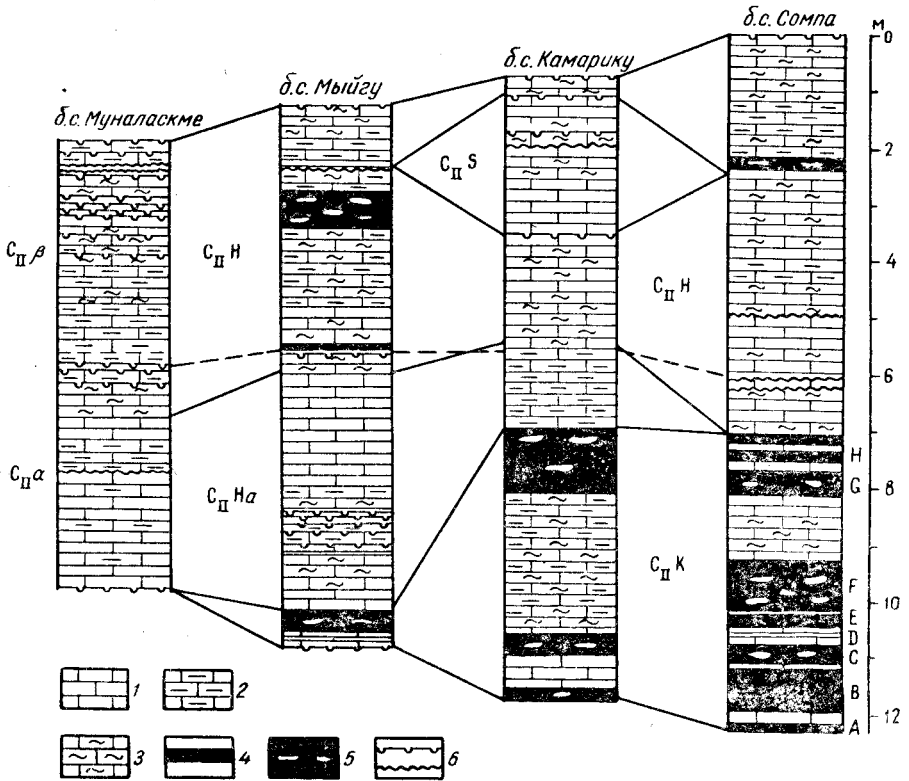 б.с. Муналаскме
б.с. Мыйгу
б.с. Камарику
б.с. Сомпа
м
0
2
4
6
8
10
12
C_II β
C_II α
C_II H
C_II Ha
C_II S
C_II H
C_II K
H
G
F
E
D
C
B
A
1
2
3
4
5
6